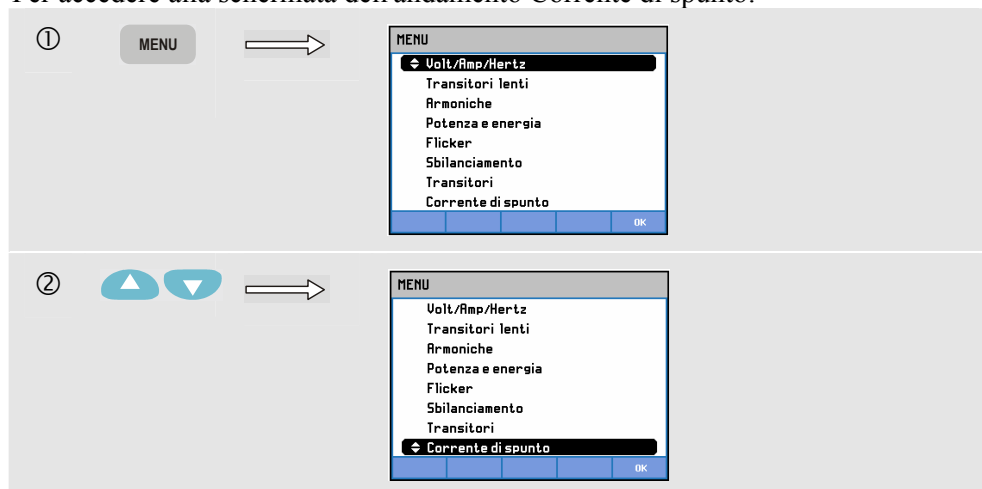 Per accedere alla schermata dell'andamento Corrente di spunto:
①
MENU
MENU
Volt/Amp/Hertz
Transitori lenti
Armoniche
Potenza e energia
Flicker
Sbilanciamento
Transitori
Corrente di spunto
OK
②
MENU
Volt/Amp/Hertz
Transitori lenti
Armoniche
Potenza e energia
Flicker
Sbilanciamento
Transitori
Corrente di spunto
OK